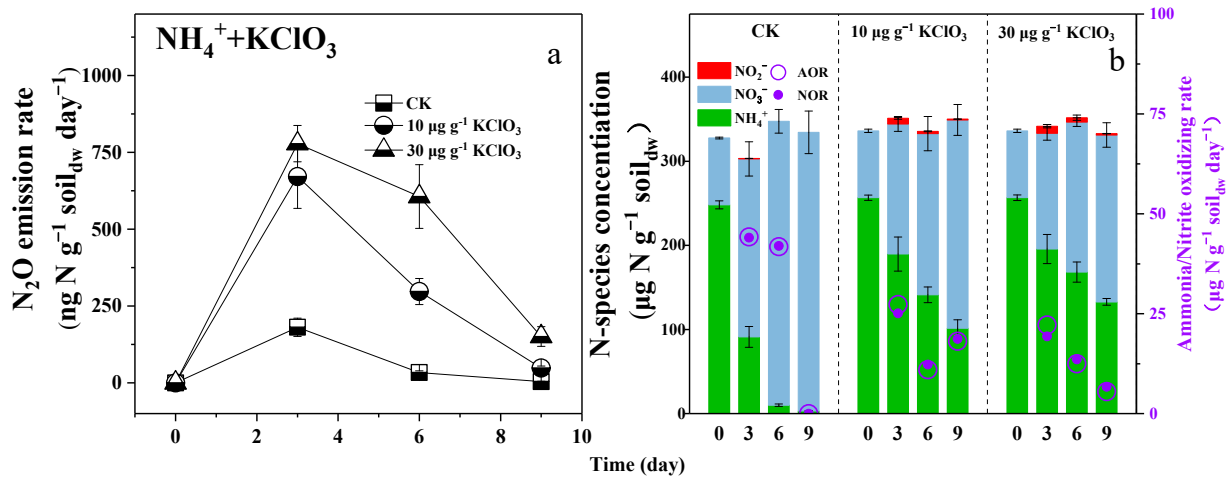 NH₄⁺+KClO₃
a
CK
10 μg g⁻¹ KClO₃
30 μg g⁻¹ KClO₃
N₂O emission rate
(ng N g⁻¹ soil_dw day⁻¹)
1000
750
500
250
0
0 2 4 6 8 10
CK
10 μg g⁻¹ KClO₃
30 μg g⁻¹ KClO₃
b
NO₂⁻
NO₃⁻
NH₄⁺
AOR
NOR
N-species concentration
(μg N g⁻¹ soil_dw)
400
300
200
100
0
0 3 6 9 0 3 6 9 0 3 6 9
100
75
50
25
0
Ammonia/Nitrite oxidizing rate
(μg N g⁻¹ soil_dw day⁻¹)
Time (day)